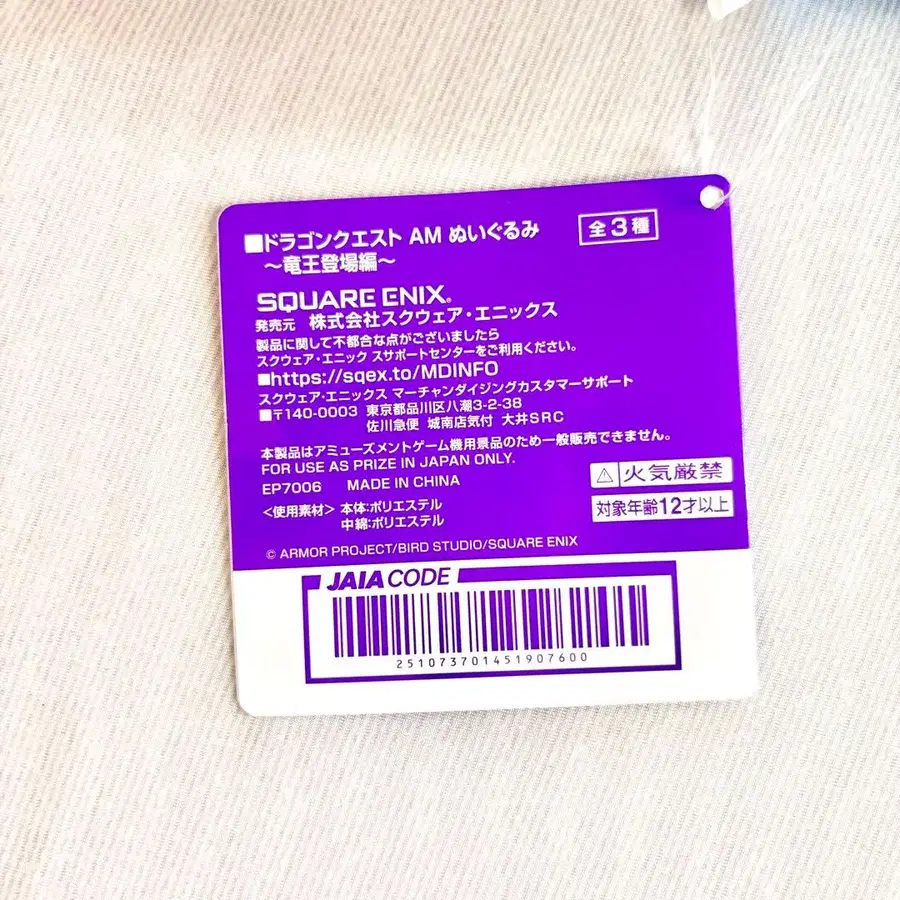 ■ドラゴンクエスト AM ぬいぐるみ
～竜王登場編～
全3種
SQUARE ENIX®
発売元 株式会社スクウェア・エニックス
製品に関して不都合な点がございましたら
スクウェア・エニック スサポートセンターをご利用ください。
■https://sqex.to/MDINFO
スクウェア・エニックス マーチャンダイジングカスタマーサポート
■〒140-0003 東京都品川区八潮3-2-38
佐川急便 城南店気付 大井SRC
本製品はアミューズメントゲーム機用景品のため一般販売できません。
FOR USE AS PRIZE IN JAPAN ONLY.
EP7006 MADE IN CHINA
＜使用素材＞ 本体:ポリエステル
中綿:ポリエステル
⚠火気厳禁
対象年齢12才以上
© ARMOR PROJECT/BIRD STUDIO/SQUARE ENIX
JAIA CODE
251073701451907600